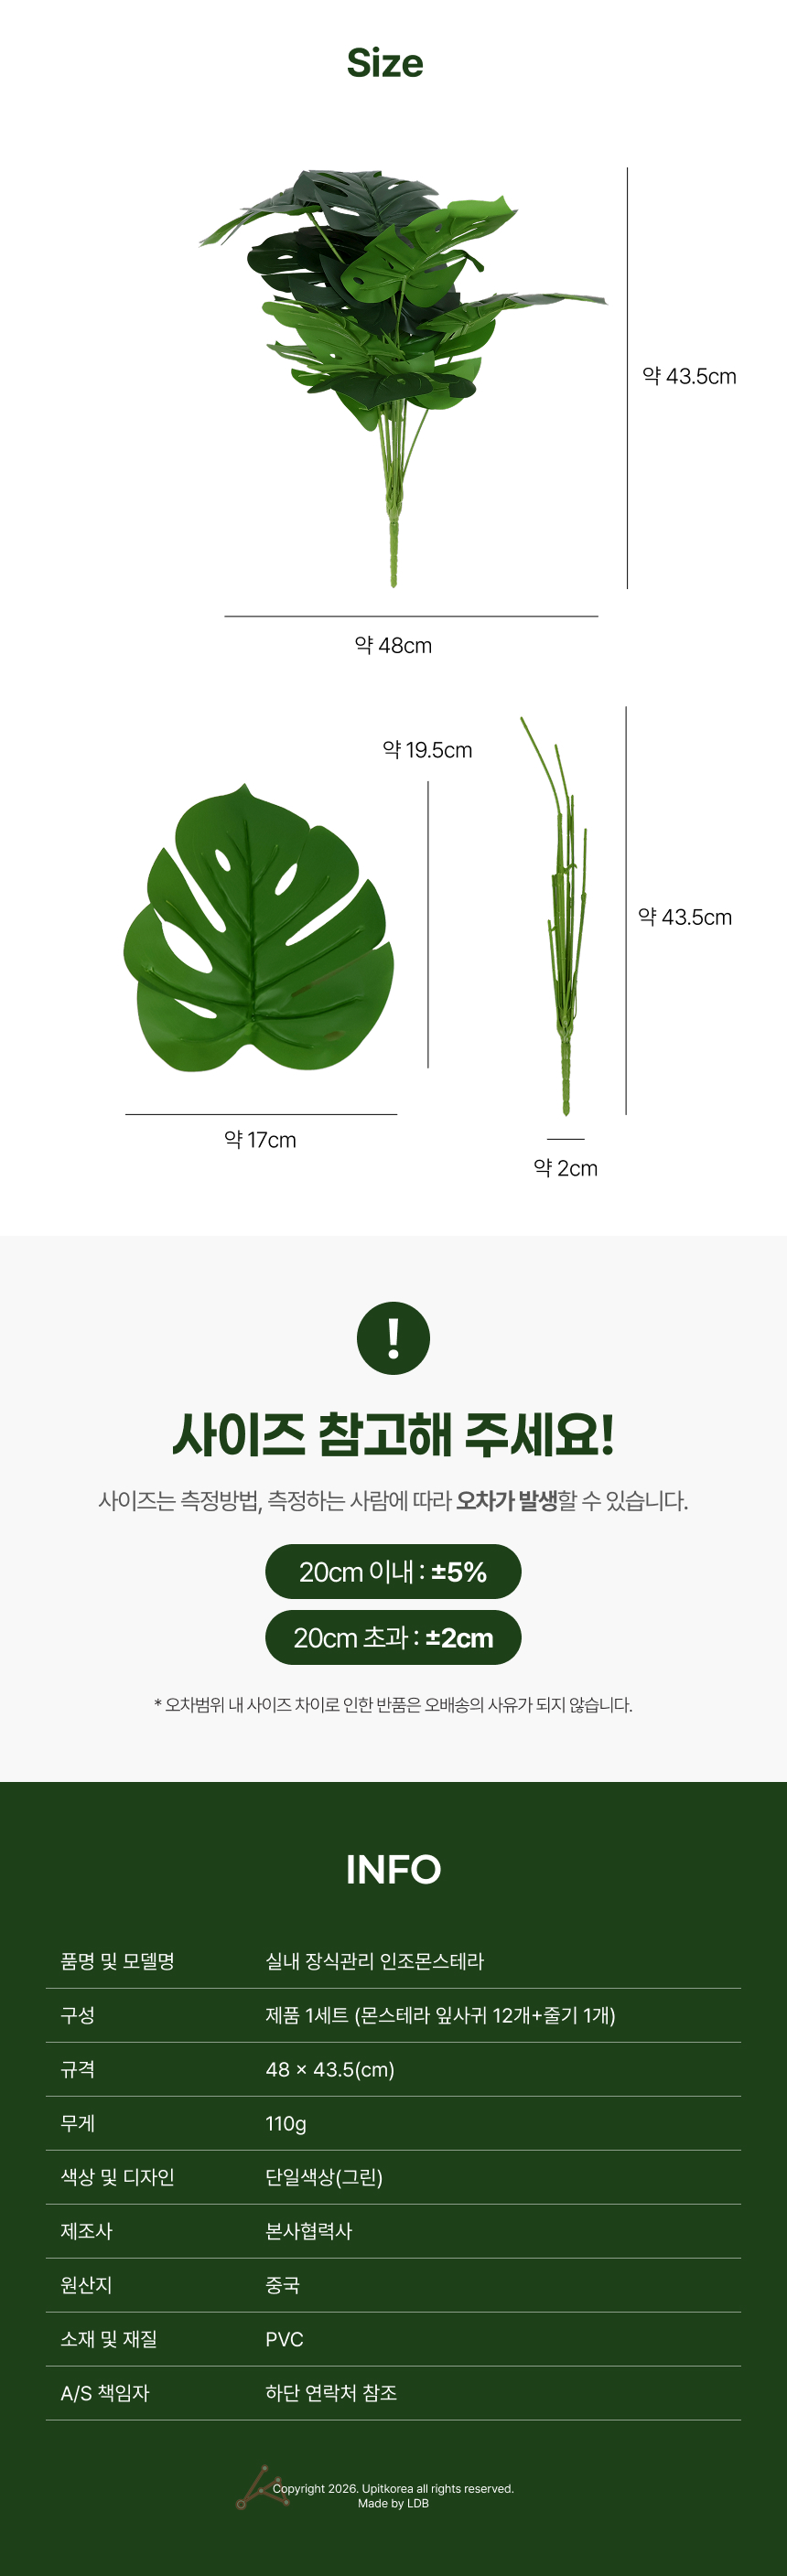 Size
약 43.5cm
약 48cm
약 19.5cm
약 43.5cm
약 17cm
약 2cm
!
사이즈 참고해 주세요!
사이즈는 측정방법, 측정하는 사람에 따라 오차가 발생할 수 있습니다.
20cm 이내 : ±5%
20cm 초과 : ±2cm
* 오차범위 내 사이즈 차이로 인한 반품은 오배송의 사유가 되지 않습니다.
INFO
품명 및 모델명 실내 장식관리 인조몬스테라
구성 제품 1세트 (몬스테라 잎사귀 12개+줄기 1개)
규격 48 × 43.5(cm)
무게 110g
색상 및 디자인 단일색상(그린)
제조사 본사협력사
원산지 중국
소재 및 재질 PVC
A/S 책임자 하단 연락처 참조
Copyright 2026. Upitkorea all rights reserved.
Made by LDB